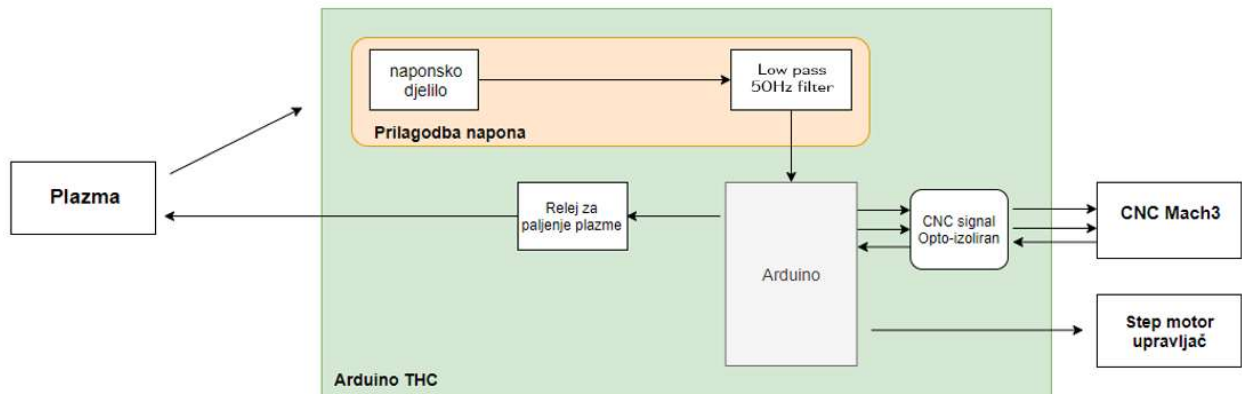 naponsko
djelilo
Low pass
50Hz filter
Prilagodba napona
Plazma
Relej za
paljenje plazme
Arduino
CNC signal
Opto-izoliran
CNC Mach3
Step motor
upravljač
Arduino THC